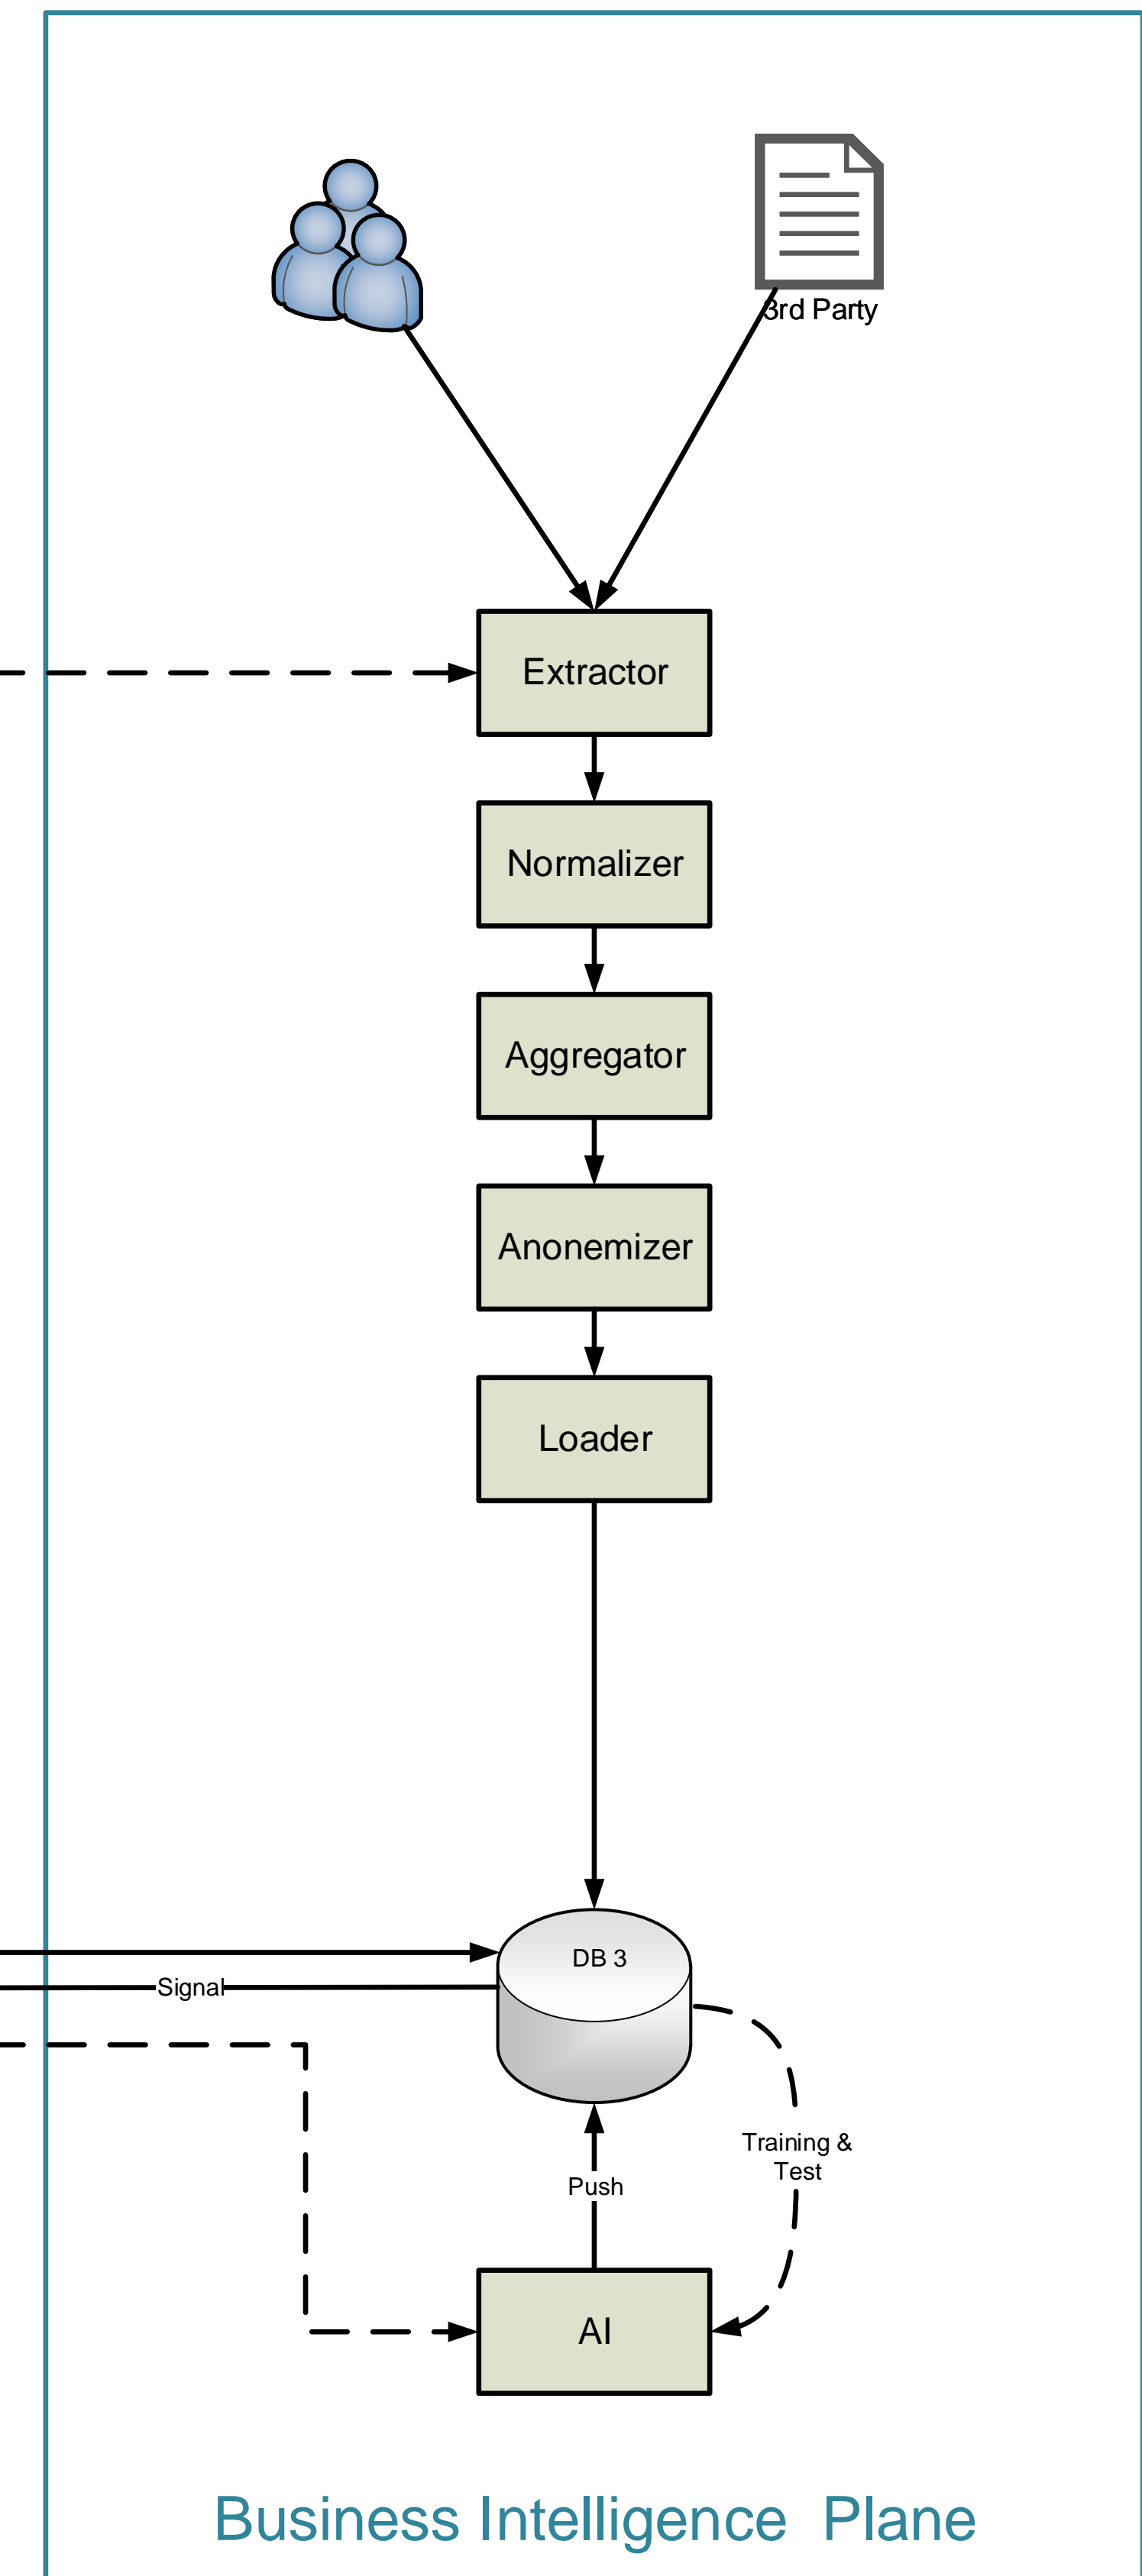 3rd Party
Extractor
Normalizer
Aggregator
Anonemizer
Loader
DB 3
Signal
Training &
Test
Push
AI
Business Intelligence  Plane